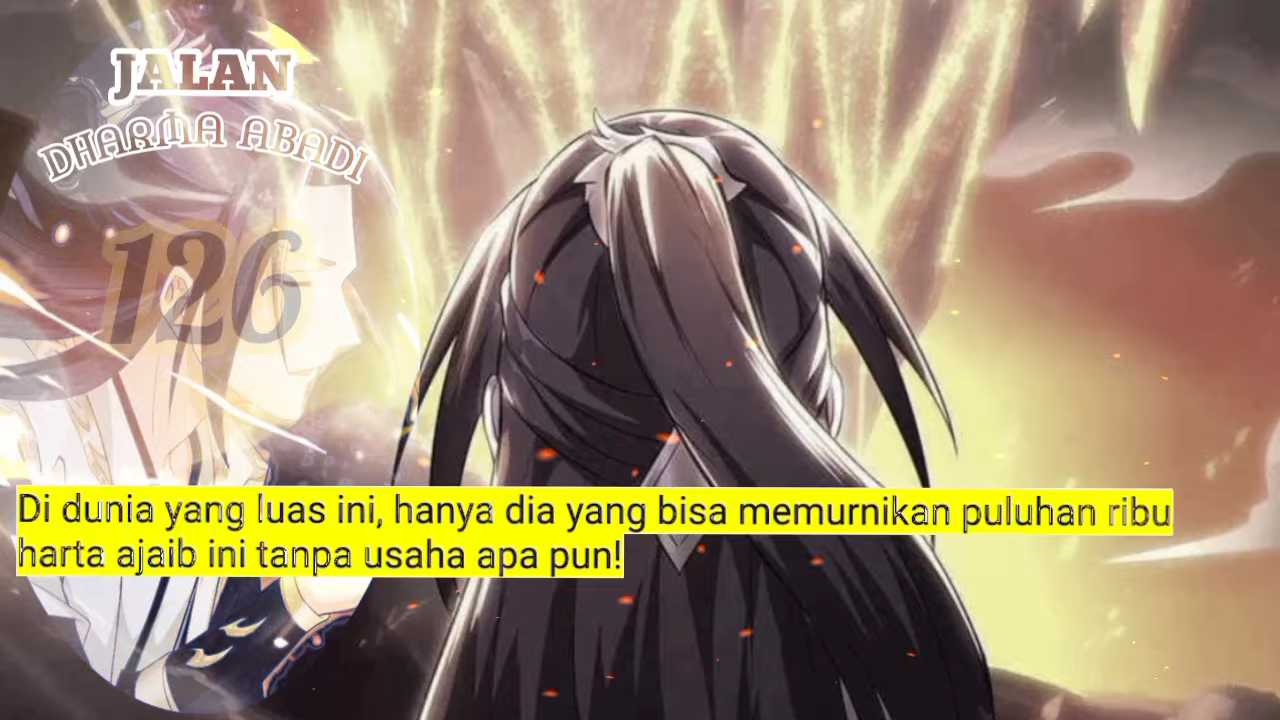 JALAN
DHARMA ABADI
126
Di dunia yang luas ini, hanya dia yang bisa memurnikan puluhan ribu
harta ajaib ini tanpa usaha apa pun!